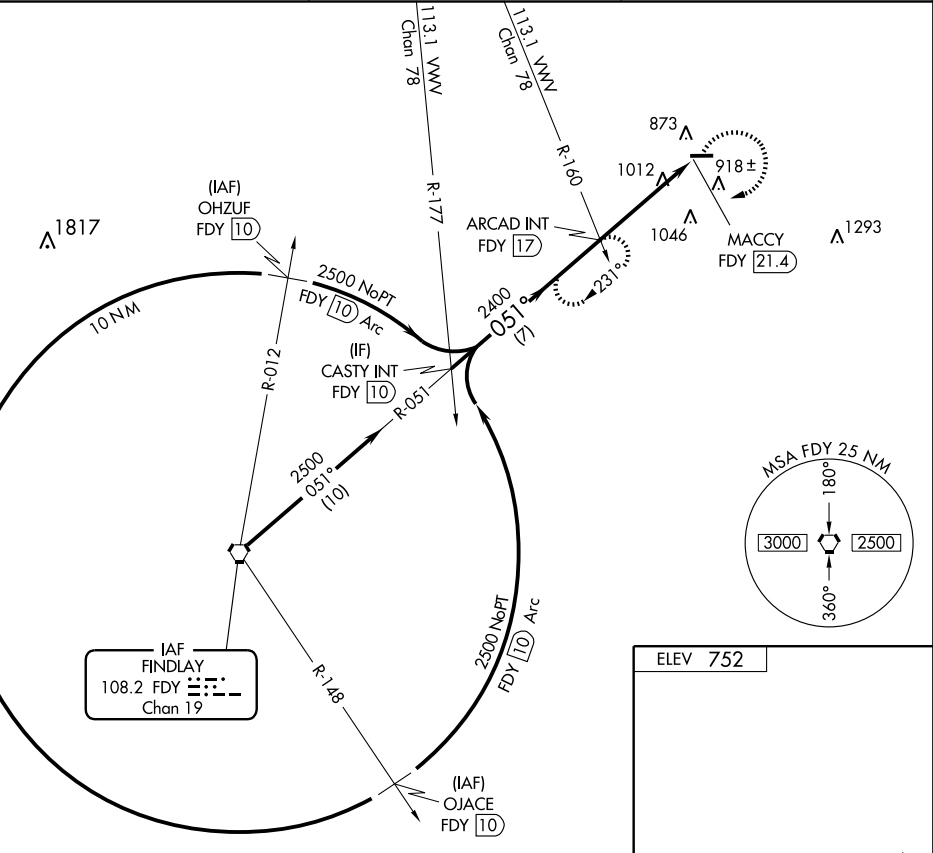 113.1 VWV
Chan 78
113.1 VWV
Chan 78
R-177
R-160
873
1012
918 ±
1046
MACCY
FDY 21.4
1293
1817
(IAF)
OHZUF
FDY 10
ARCAD INT
FDY 17
231°
10 NM
2500 NoPT
FDY 10 Arc
2400
051°
(7)
R-012
(IF)
CASTY INT
FDY 10
R-051
2500
051°
(10)
MSA FDY 25 NM
180°
3000
2500
360°
IAF
FINDLAY
108.2 FDY
Chan 19
R-148
2500 NoPT
FDY 10 Arc
(IAF)
OJACE
FDY 10
ELEV 752